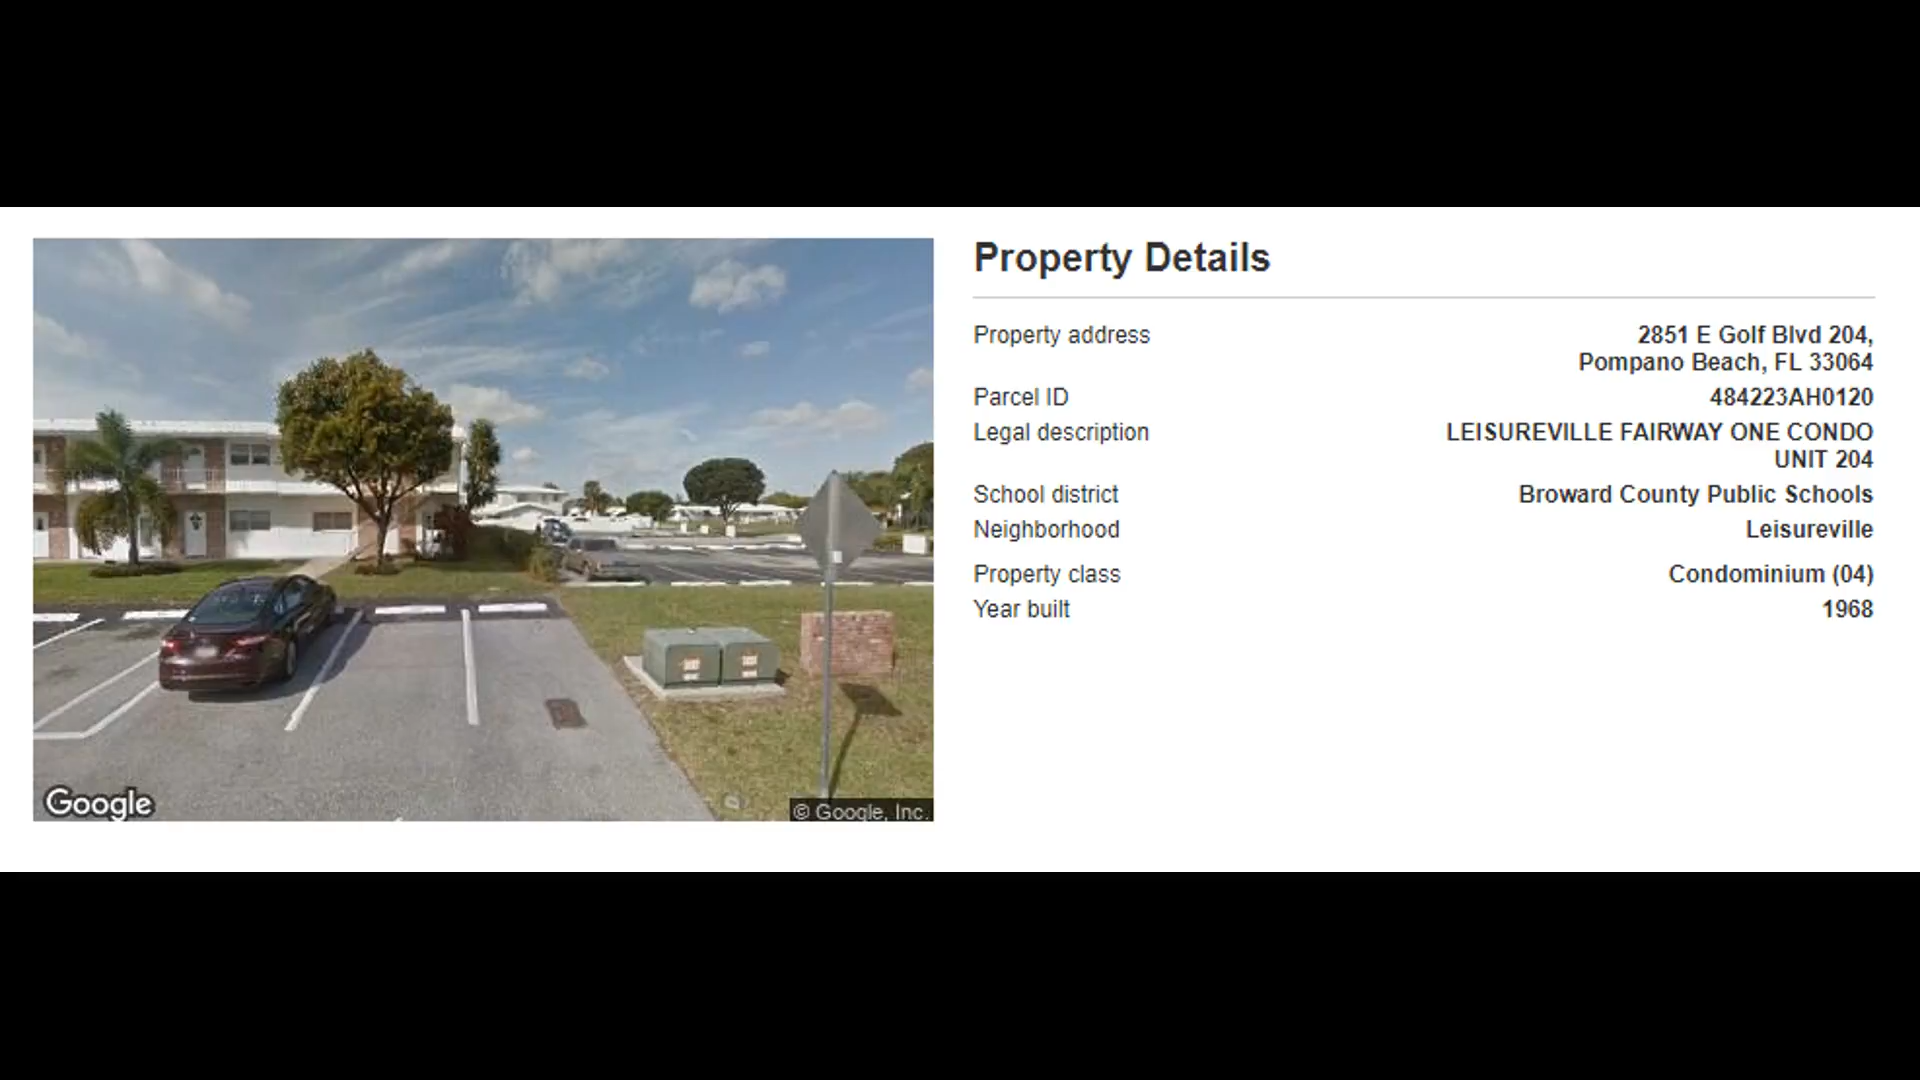 Property Details
Property address
2851 E Golf Blvd 204,
Pompano Beach, FL 33064
Parcel ID
484223AH0120
Legal description
LEISUREVILLE FAIRWAY ONE CONDO
UNIT 204
School district
Broward County Public Schools
Neighborhood
Leisureville
Property class
Condominium (04)
Year built
1968
Google
© Google, Inc.